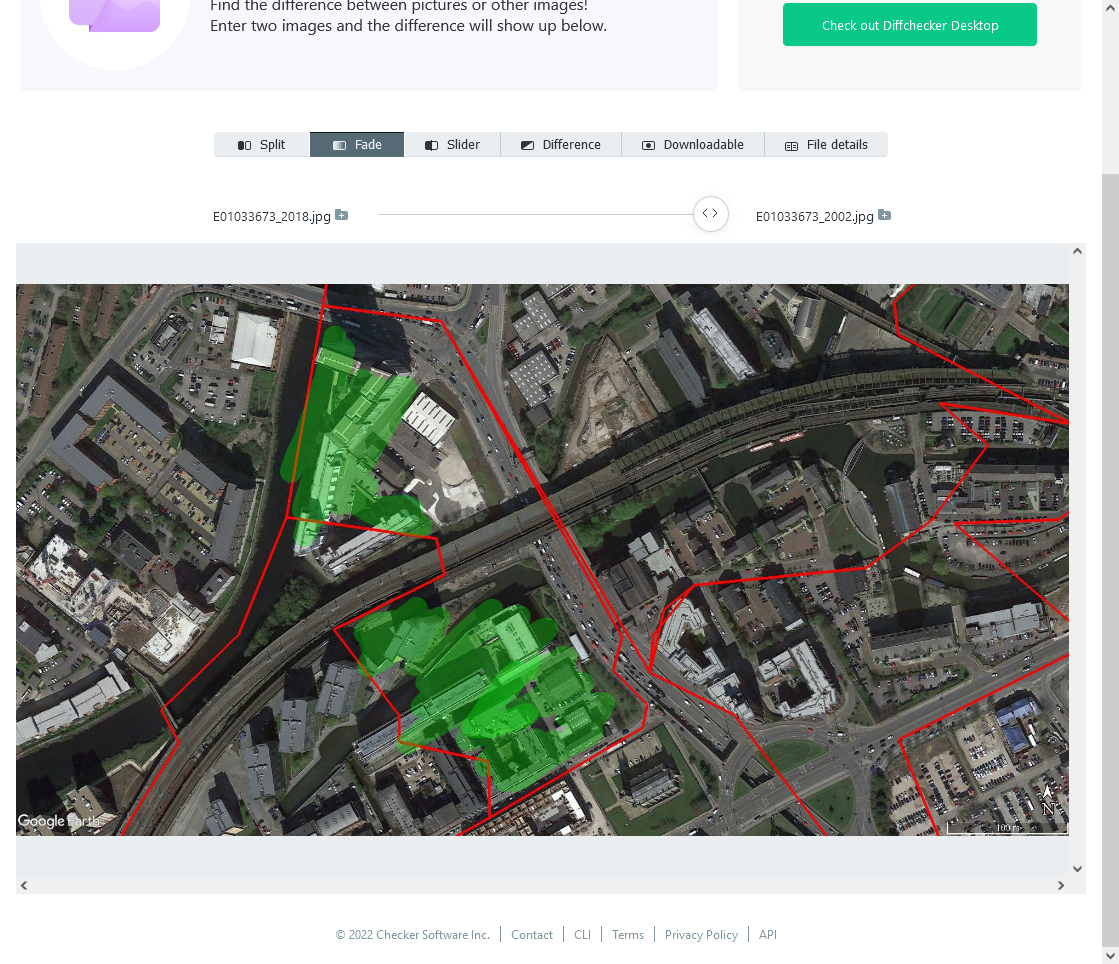 Find the difference between pictures or other images!
Enter two images and the difference will show up below.
Check out Diffchecker Desktop
Split
Fade
Slider
Difference
Downloadable
File details
E01033673_2018.jpg
E01033673_2002.jpg
Google Earth
N
100 m
© 2022 Checker Software Inc.
Contact
CLI
Terms
Privacy Policy
API